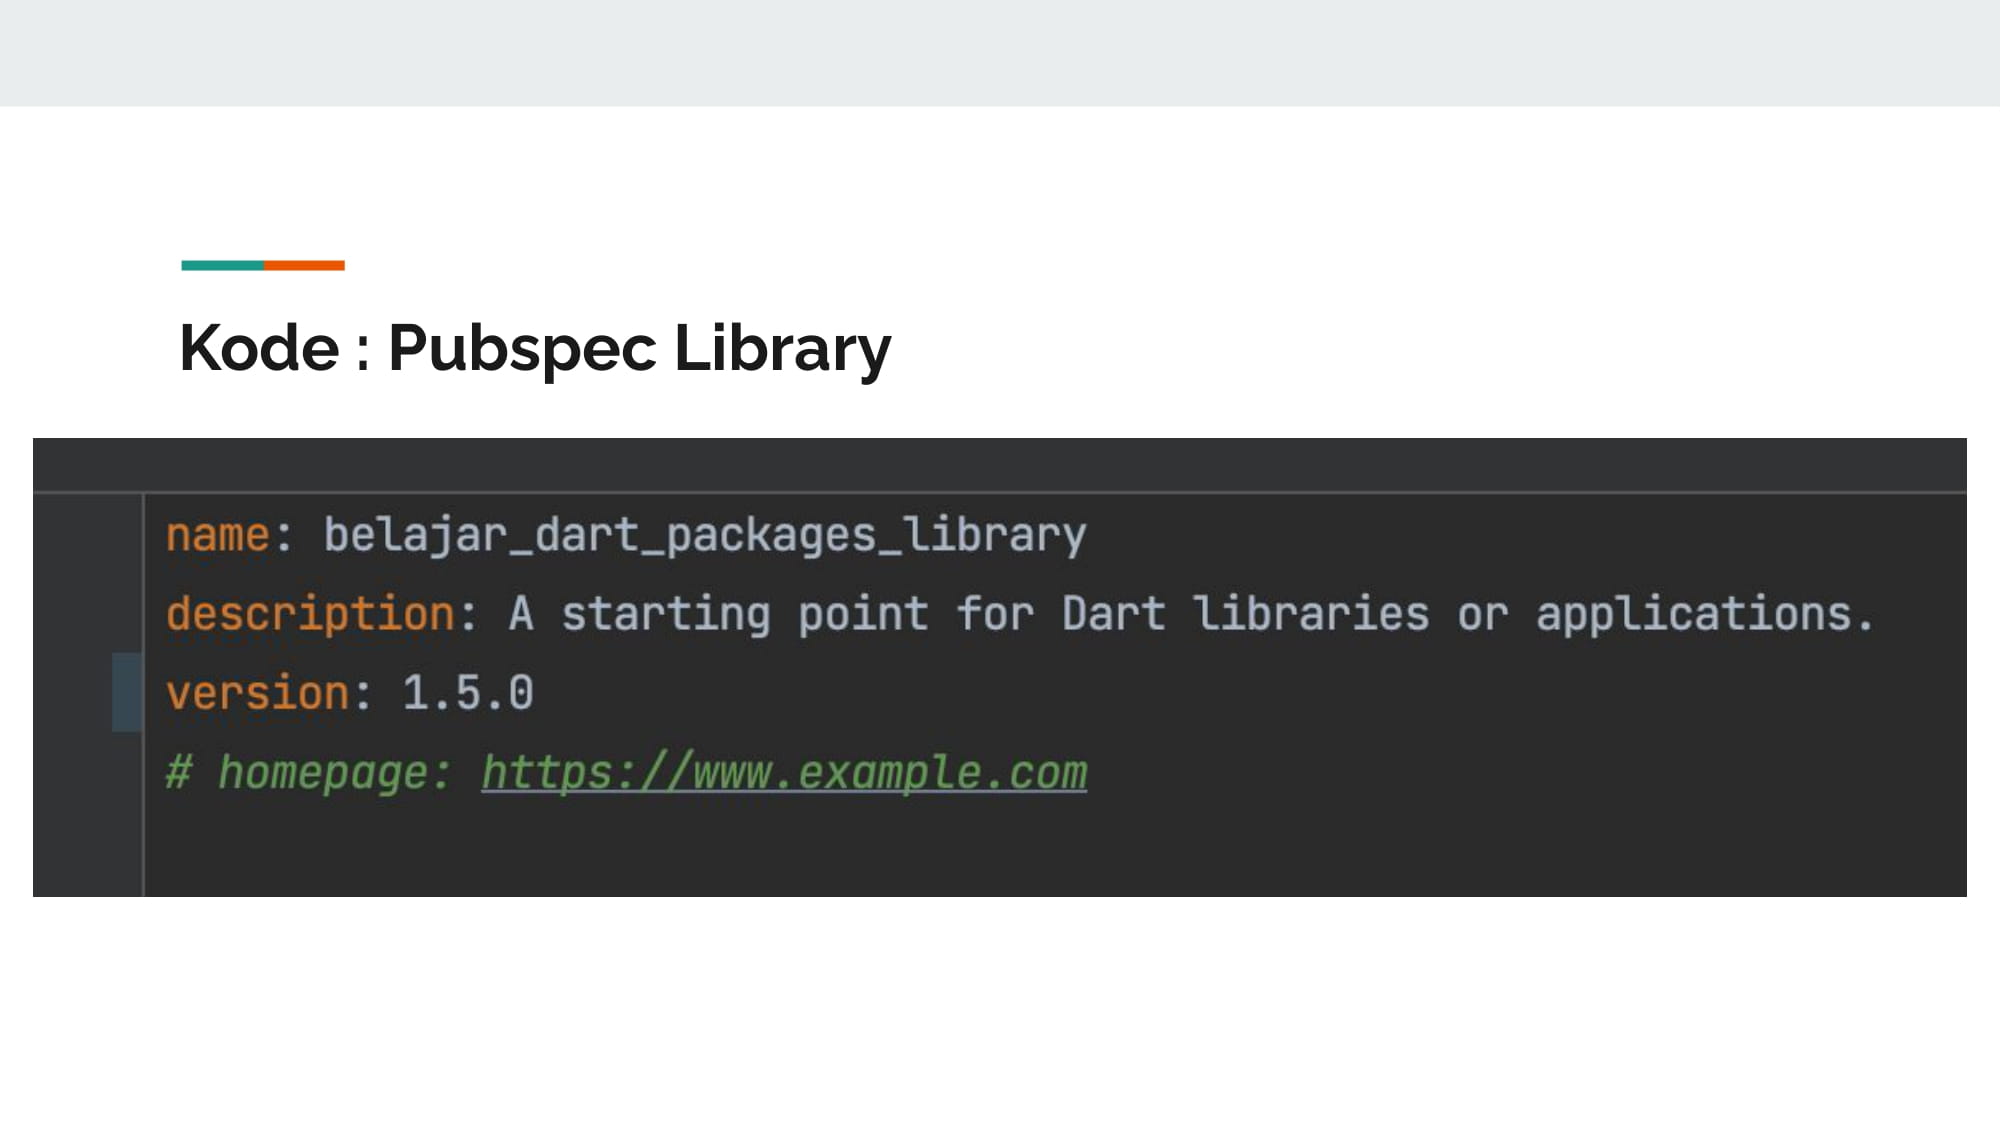 Kode : Pubspec Library
name: belajar_dart_packages_library
description: A starting point for Dart libraries or applications.
version: 1.5.0
# homepage: https://www.example.com